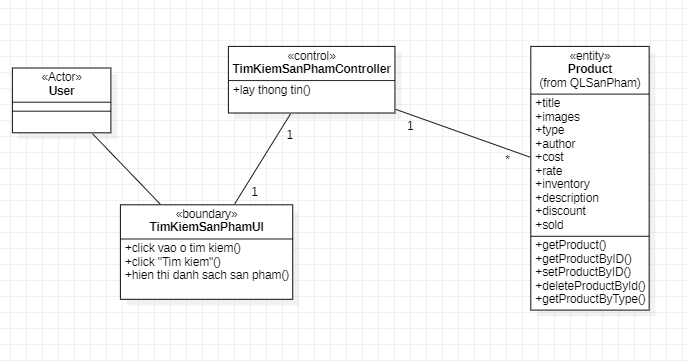 «Actor»
User
«control»
TimKiemSanPhamController
+lay thong tin()
«entity»
Product
(from QLSanPham)
+title
+images
+type
+author
+cost
+rate
+inventory
+description
+discount
+sold
+getProduct()
+getProductByID()
+setProductByID()
+deleteProductById()
+getProductByType()
1
1
1
*
«boundary»
TimKiemSanPhamUI
+click vao o tim kiem()
+click "Tim kiem"()
+hien thi danh sach san pham()